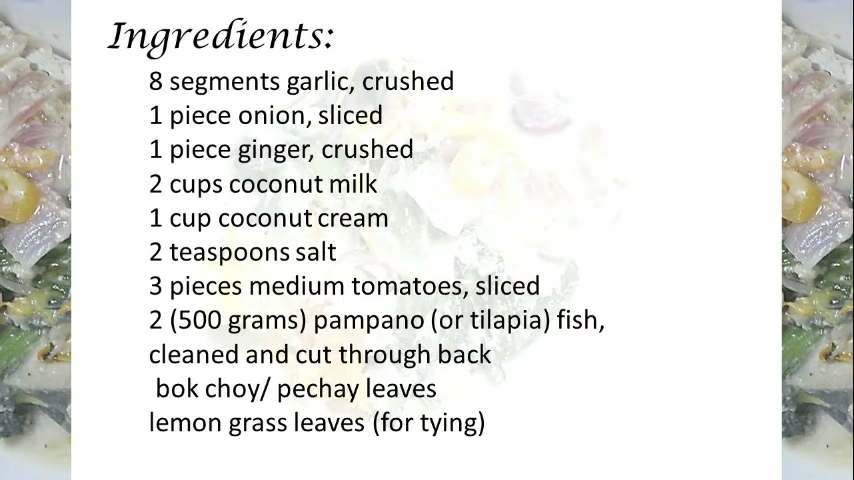 Ingredients:
8 segments garlic, crushed
1 piece onion, sliced
1 piece ginger, crushed
2 cups coconut milk
1 cup coconut cream
2 teaspoons salt
3 pieces medium tomatoes, sliced
2 (500 grams) pampano (or tilapia) fish,
cleaned and cut through back
bok choy/ pechay leaves
lemon grass leaves (for tying)